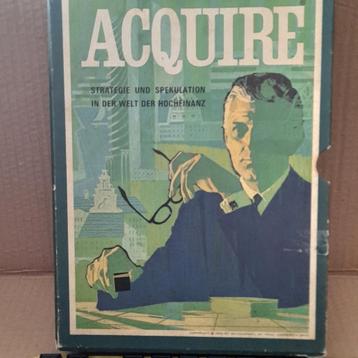 ACQUIRE
STRATEGIE UND SPEKULATION
IN DER WELT DER HOCHFINANZ